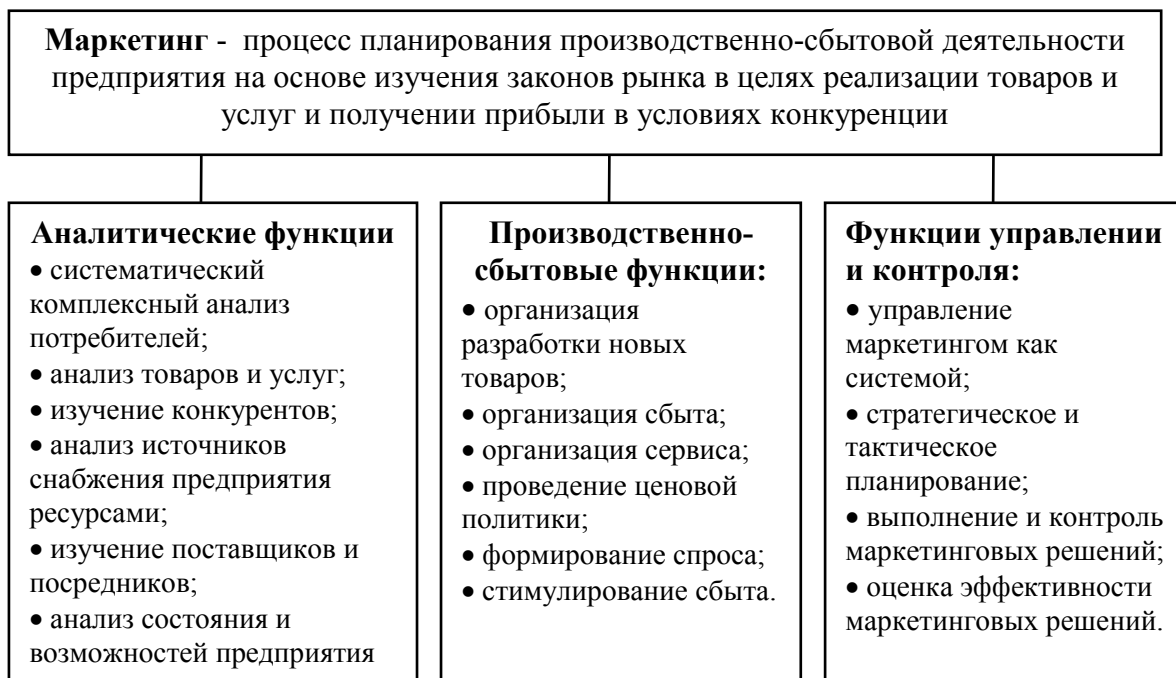 Маркетинг - процесс планирования производственно-сбытовой деятельности
предприятия на основе изучения законов рынка в целях реализации товаров и
услуг и получении прибыли в условиях конкуренции
Аналитические функции
• систематический
комплексный анализ
потребителей;
• анализ товаров и услуг;
• изучение конкурентов;
• анализ источников
снабжения предприятия
ресурсами;
• изучение поставщиков и
посредников;
• анализ состояния и
возможностей предприятия
Производственно-
сбытовые функции:
• организация
разработки новых
товаров;
• организация сбыта;
• организация сервиса;
• проведение ценовой
политики;
• формирование спроса;
• стимулирование сбыта.
Функции управлении
и контроля:
• управление
маркетингом как
системой;
• стратегическое и
тактическое
планирование;
• выполнение и контроль
маркетинговых решений;
• оценка эффективности
маркетинговых решений.